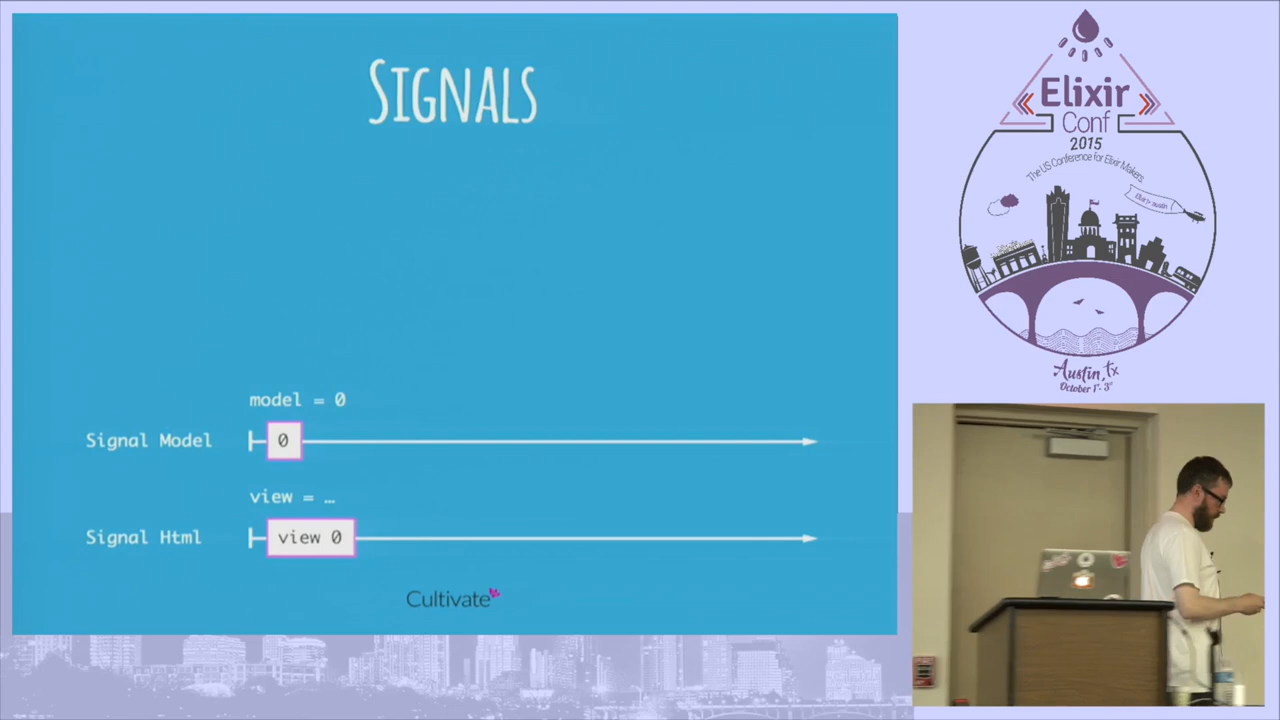 SIGNALS
model = 0
Signal Model
0
view = …
Signal Html
view 0
Cultivate
Elixir
Conf
2015
The US Conference for Elixir Makers
Austin, Tx
October 1st - 3rd